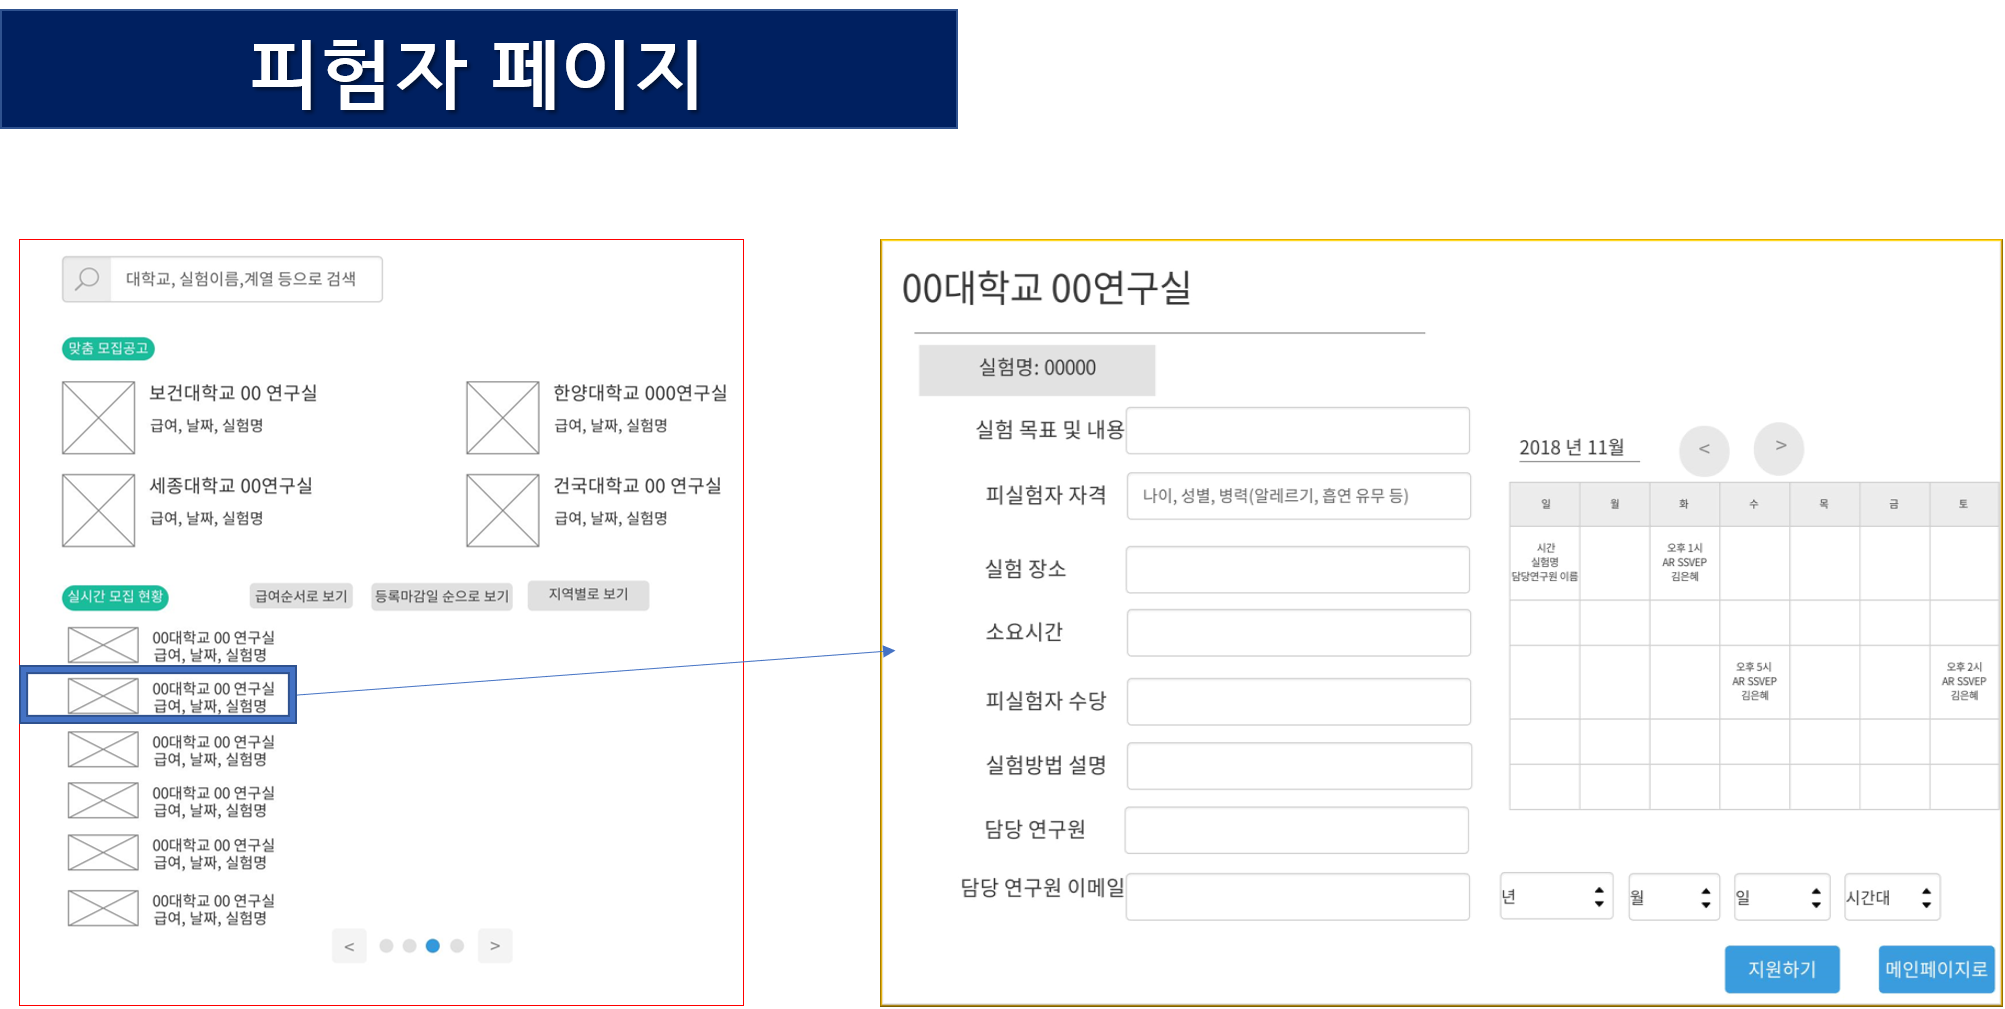 피험자 페이지
대학교, 실험이름,계열 등으로 검색
맞춤 모집공고
보건대학교 00 연구실
급여, 날짜, 실험명
한양대학교 000연구실
급여, 날짜, 실험명
세종대학교 00연구실
급여, 날짜, 실험명
건국대학교 00 연구실
급여, 날짜, 실험명
실시간 모집 현황
급여순서로 보기
등록마감일 순으로 보기
지역별로 보기
00대학교 00 연구실
급여, 날짜, 실험명
00대학교 00 연구실
급여, 날짜, 실험명
00대학교 00 연구실
급여, 날짜, 실험명
00대학교 00 연구실
급여, 날짜, 실험명
00대학교 00 연구실
급여, 날짜, 실험명
00대학교 00 연구실
급여, 날짜, 실험명
<
>
00대학교 00연구실
실험명: 00000
실험 목표 및 내용
피실험자 자격
나이, 성별, 병력(알레르기, 흡연 유무 등)
실험 장소
소요시간
피실험자 수당
실험방법 설명
담당 연구원
담당 연구원 이메일
2018 년 11월
<
>
일 월 화 수 목 금 토
시간
실험명
담당연구원 이름
오후 1시
AR SSVEP
김은혜
오후 5시
AR SSVEP
김은혜
오후 2시
AR SSVEP
김은혜
년
월
일
시간대
지원하기
메인페이지로